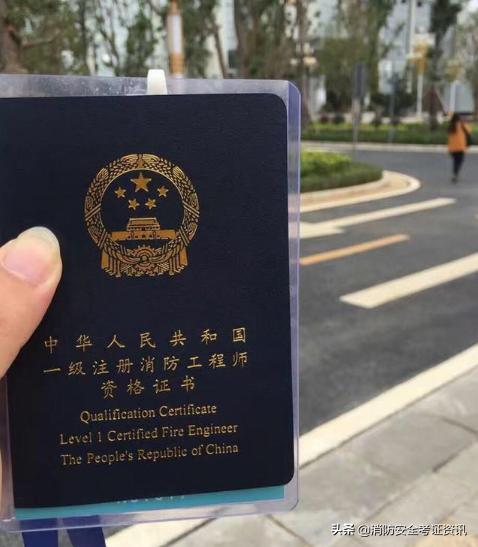 中华人民共和国
一级注册消防工程师
资格证书
Qualification Certificate
Level 1 Certified Fire Engineer
The People's Republic of China
头条 @消防安全考证资讯